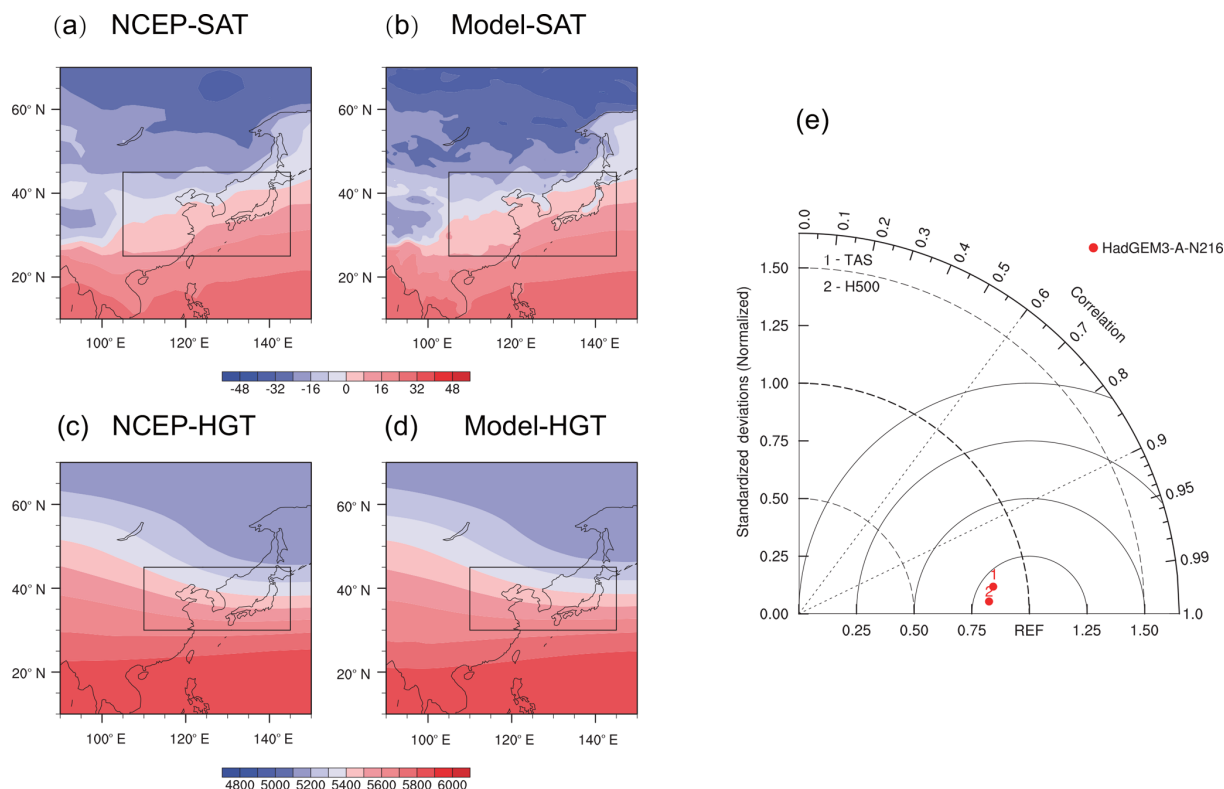 (a) NCEP-SAT
(b) Model-SAT
60° N
40° N
20° N
100° E 120° E 140° E
60° N
40° N
20° N
100° E 120° E 140° E
-48 -32 -16 0 16 32 48
(c) NCEP-HGT
(d) Model-HGT
60° N
40° N
20° N
100° E 120° E 140° E
60° N
40° N
20° N
100° E 120° E 140° E
4800 5000 5200 5400 5600 5800 6000
(e)
HadGEM3-A-N216
1 - TAS
2 - H500
Standardized deviations (Normalized)
1.50
1.25
1.00
0.75
0.50
0.25
0.00
0.25 0.50 0.75 REF 1.25 1.50
0.0 0.1 0.2 0.3 0.4 0.5 0.6 0.7 0.8 0.9 0.95 0.99 1.0
Correlation
1
2